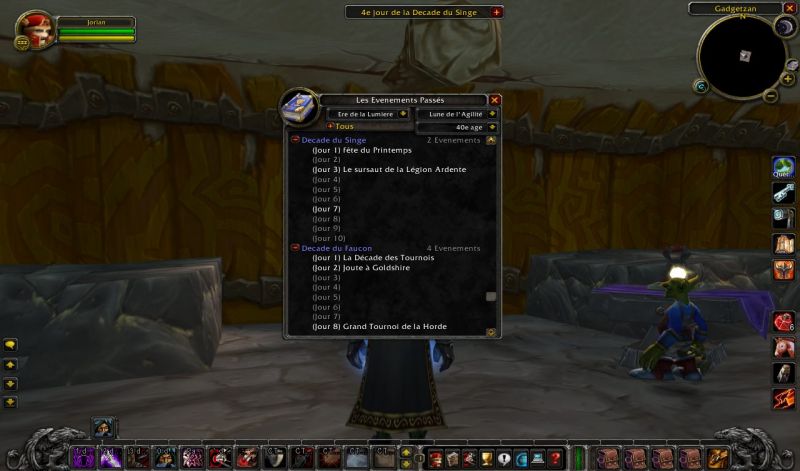 Jorlan
4e jour de la Decade du Singe
Gadgetzan
N
Les Evenements Passés
Ere de la Lumiere
Lune de l'Agilité
Tous
40e age
Decade du Singe 2 Evenements
(Jour 1) fête du Printemps
(Jour 2)
(Jour 3) Le sursaut de la Légion Ardente
(Jour 4)
(Jour 5)
(Jour 6)
(Jour 7)
(Jour 8)
(Jour 9)
(Jour 10)
Decade du Faucon 4 Evenements
(Jour 1) La Décade des Tournois
(Jour 2) Joute à Goldshire
(Jour 3)
(Jour 4)
(Jour 5)
(Jour 6)
(Jour 7)
(Jour 8) Grand Tournoi de la Horde
6